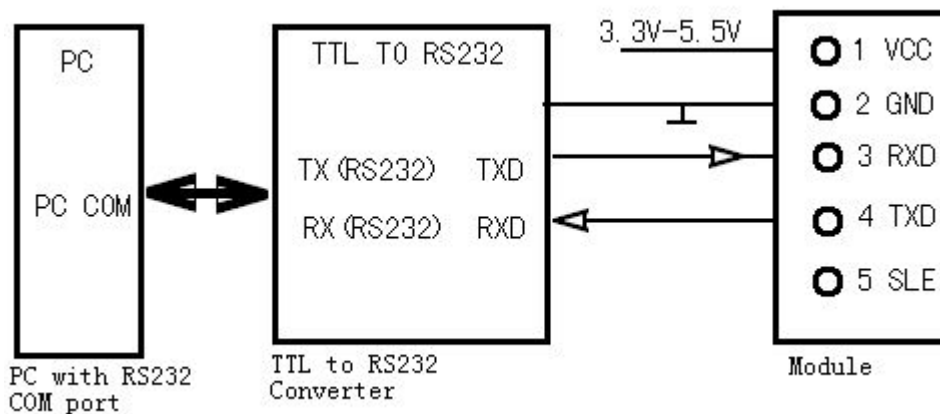 PC
PC COM
PC with RS232
COM port
TTL TO RS232
TX(RS232) TXD
RX(RS232) RXD
TTL to RS232
Converter
3.3V-5.5V
1 VCC
2 GND
3 RXD
4 TXD
5 SLE
Module